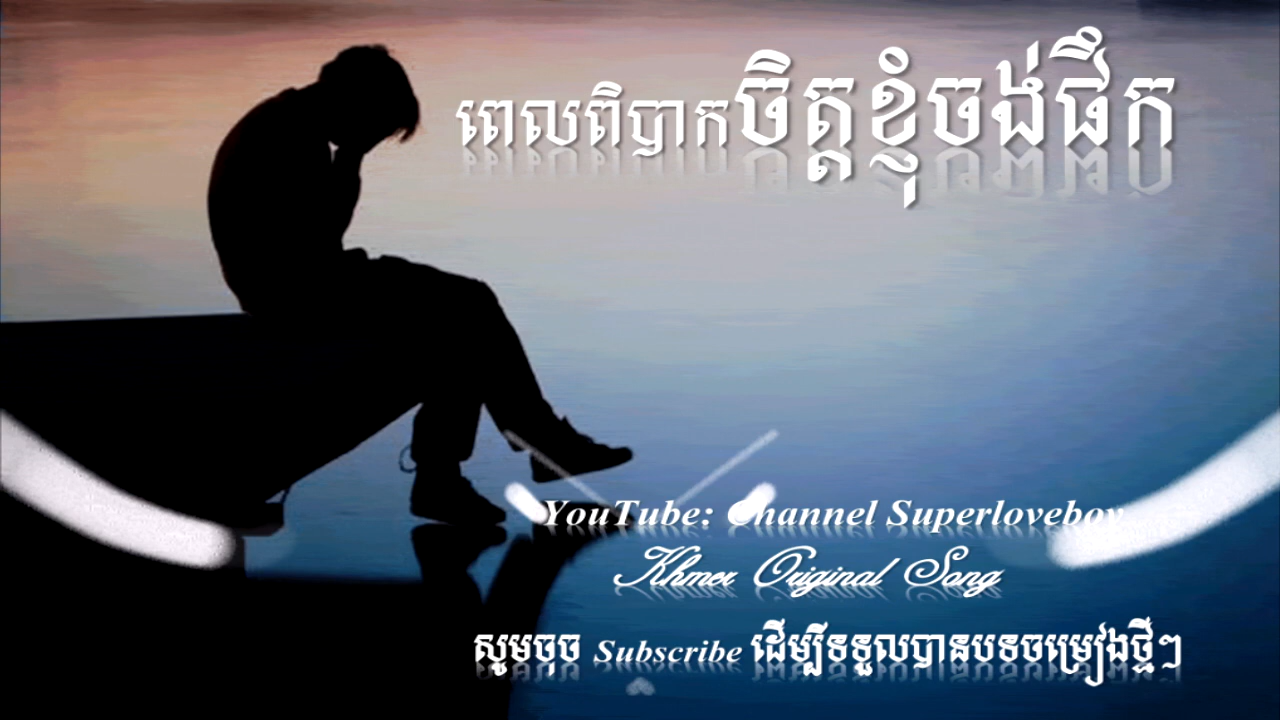 ពេលពិបាកចិត្តខ្ញុំចង់ផឹក
YouTube: Channel Superloveboy
Khmer Original Song
សូមចុច Subscribe ដើម្បីទទួលបានបទចម្រៀងថ្មីៗ